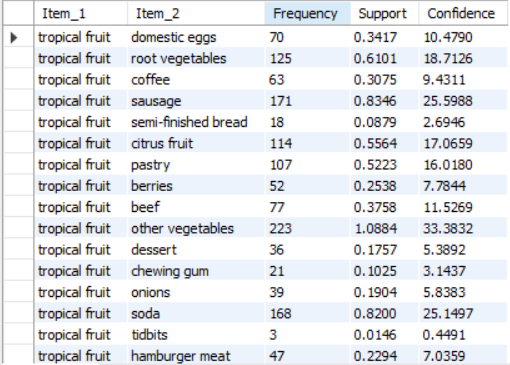 Item_1 Item_2 Frequency Support Confidence
tropical fruit domestic eggs 70 0.3417 10.4790
tropical fruit root vegetables 125 0.6101 18.7126
tropical fruit coffee 63 0.3075 9.4311
tropical fruit sausage 171 0.8346 25.5988
tropical fruit semi-finished bread 18 0.0879 2.6946
tropical fruit citrus fruit 114 0.5564 17.0659
tropical fruit pastry 107 0.5223 16.0180
tropical fruit berries 52 0.2538 7.7844
tropical fruit beef 77 0.3758 11.5269
tropical fruit other vegetables 223 1.0884 33.3832
tropical fruit dessert 36 0.1757 5.3892
tropical fruit chewing gum 21 0.1025 3.1437
tropical fruit onions 39 0.1904 5.8383
tropical fruit soda 168 0.8200 25.1497
tropical fruit tidbits 3 0.0146 0.4491
tropical fruit hamburger meat 47 0.2294 7.0359